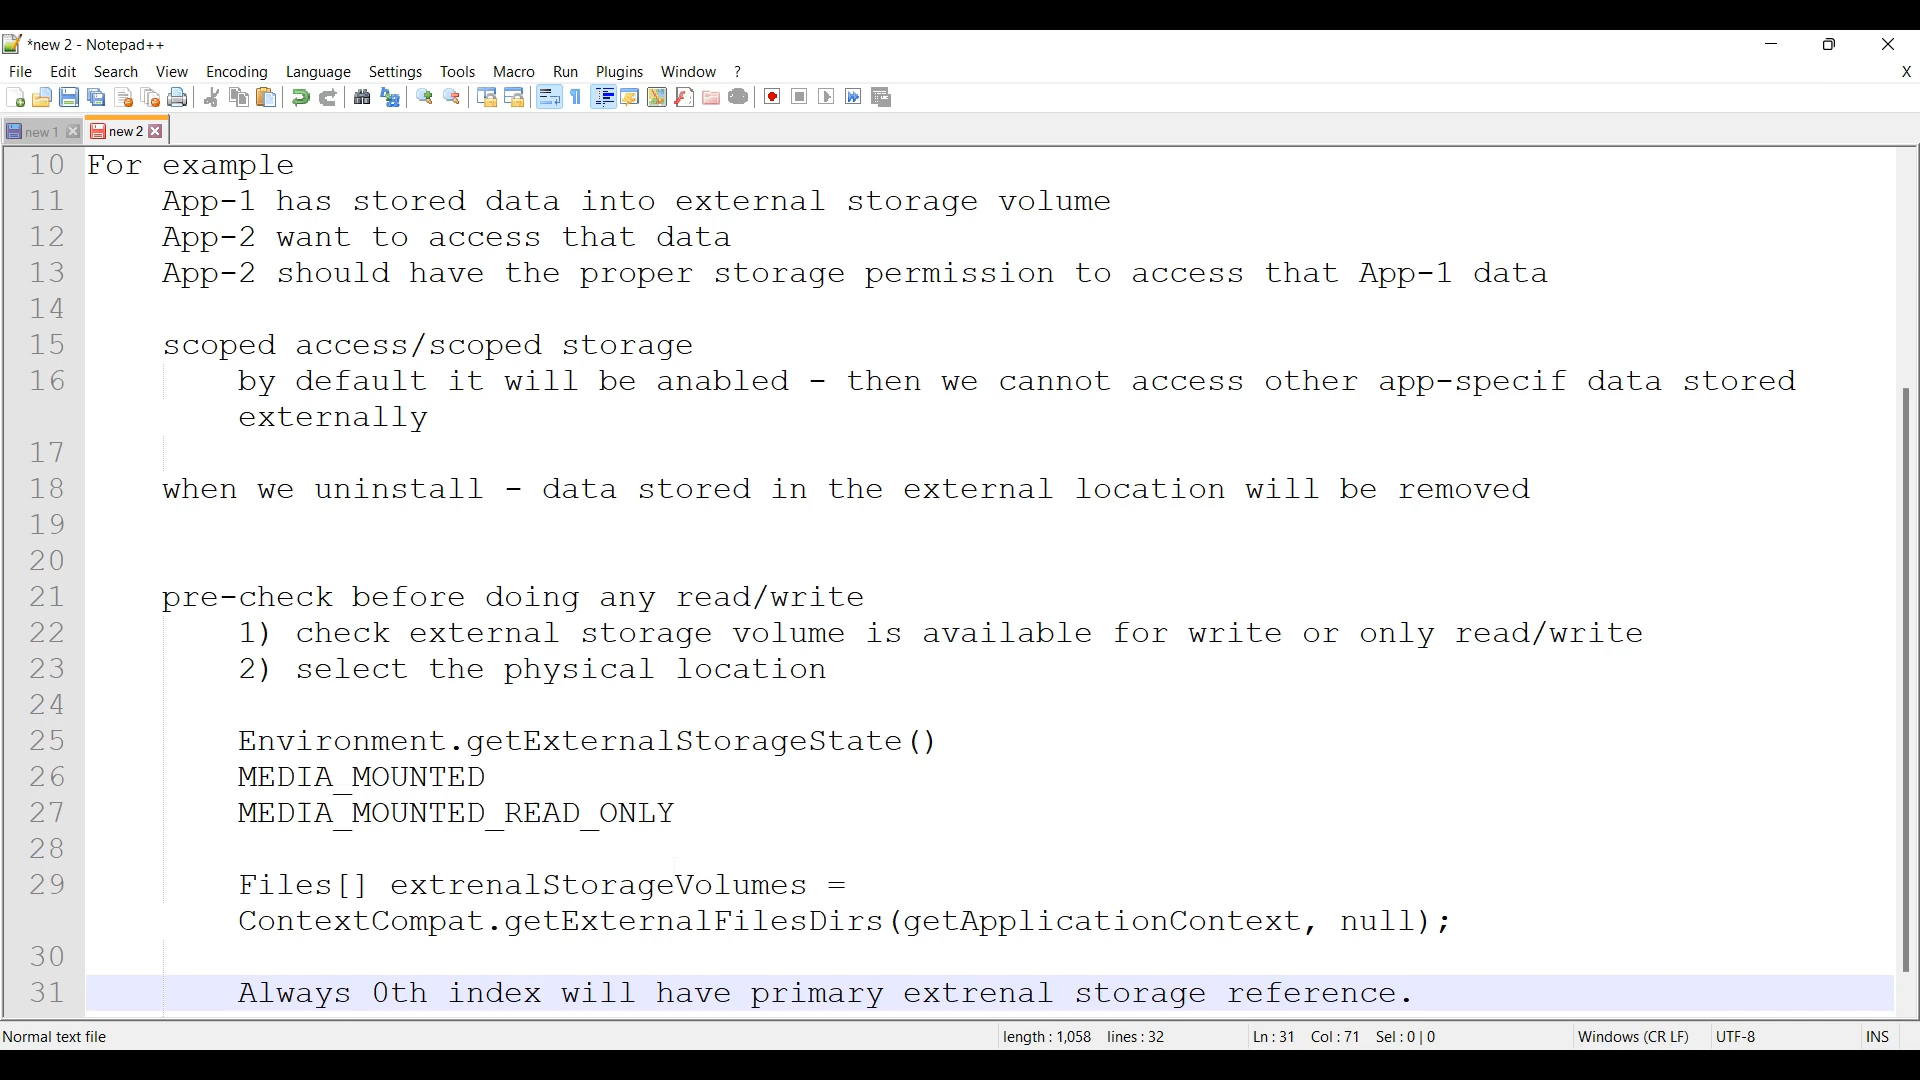 *new 2 - Notepad++
File Edit Search View Encoding Language Settings Tools Macro Run Plugins Window ? X
new 1 new 2
10 For example
11 App-1 has stored data into external storage volume
12 App-2 want to access that data
13 App-2 should have the proper storage permission to access that App-1 data
14
15 scoped access/scoped storage
16 by default it will be anabled - then we cannot access other app-specif data stored
externally
17
18 when we uninstall - data stored in the external location will be removed
19
20
21 pre-check before doing any read/write
22 1) check external storage volume is available for write or only read/write
23 2) select the physical location
24
25 Environment.getExternalStorageState()
26 MEDIA_MOUNTED
27 MEDIA_MOUNTED_READ_ONLY
28
29 Files[] extrenalStorageVolumes =
ContextCompat.getExternalFilesDirs(getApplicationContext, null);
30
31 Always 0th index will have primary extrenal storage reference.
Normal text file length : 1,058 lines : 32 Ln : 31 Col : 71 Sel : 0 | 0 Windows (CR LF) UTF-8 INS